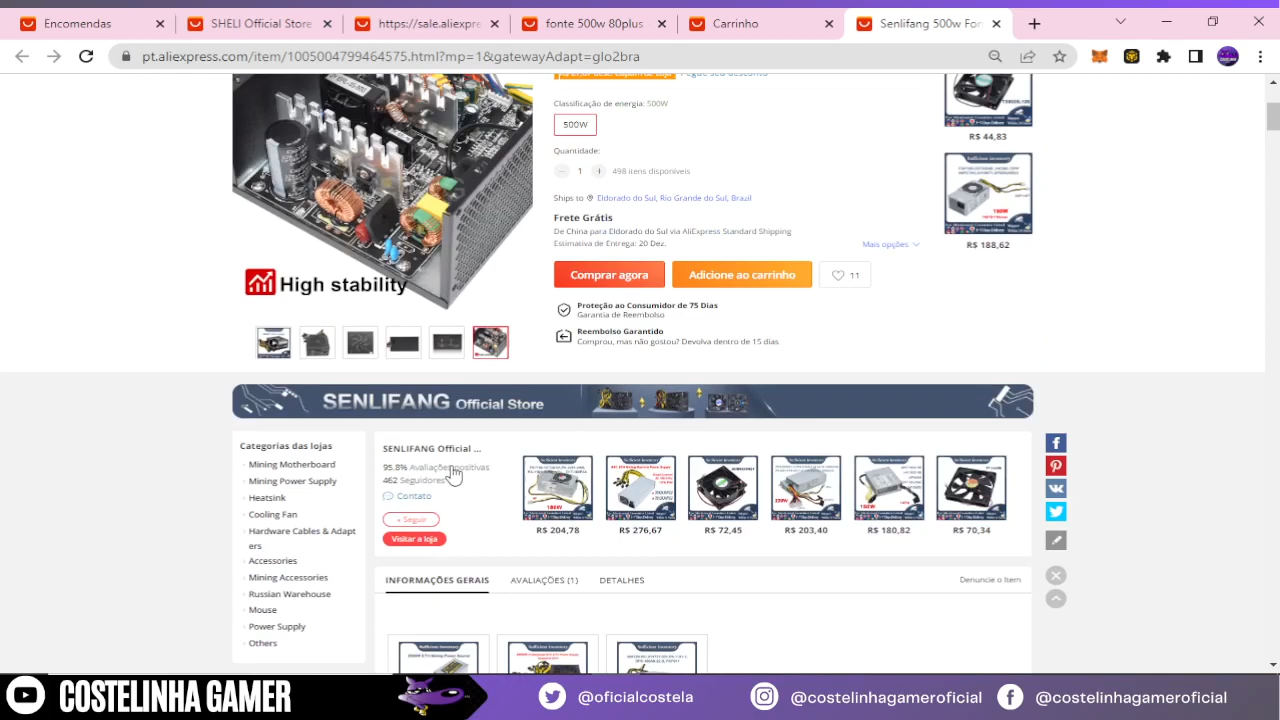 Encomendas
SHELI Official Store
https://sale.aliexpre
fonte 500w 80plus
Carrinho
Senlifang 500w Fon
pt.aliexpress.com/item/1005004799464575.html?mp=1&gatewayAdapt=glo2bra
Pegue seu desconto
Classificação de energia: 500W
500W
Quantidade:
1 + 498 itens disponíveis
Ships to Eldorado do Sul, Rio Grande do Sul, Brazil
Frete Grátis
De China para Eldorado do Sul via AliExpress Standard Shipping
Estimativa de Entrega: 20 Dez.
Mais opções
Comprar agora
Adicione ao carrinho
11
Proteção ao Consumidor de 75 Dias
Garantia de Reembolso
Reembolso Garantido
Comprou, mas não gostou? Devolva dentro de 15 dias
High stability
R$ 44,83
R$ 188,62
SENLIFANG Official Store
Categorias das lojas
Mining Motherboard
Mining Power Supply
Heatsink
Cooling Fan
Hardware Cables & Adapt
ers
Accessories
Mining Accessories
Russian Warehouse
Mouse
Power Supply
Others
SENLIFANG Official ...
95.8% Avaliações positivas
462 Seguidores
Contato
+ Seguir
Visitar a loja
R$ 204,78
R$ 276,67
R$ 72,45
R$ 203,40
R$ 180,82
R$ 70,34
INFORMAÇÕES GERAIS
AVALIAÇÕES (1)
DETALHES
Denuncie o Item
COSTELINHA GAMER
@oficialcostela
@costelinhagameroficial
@costelinhagameroficial